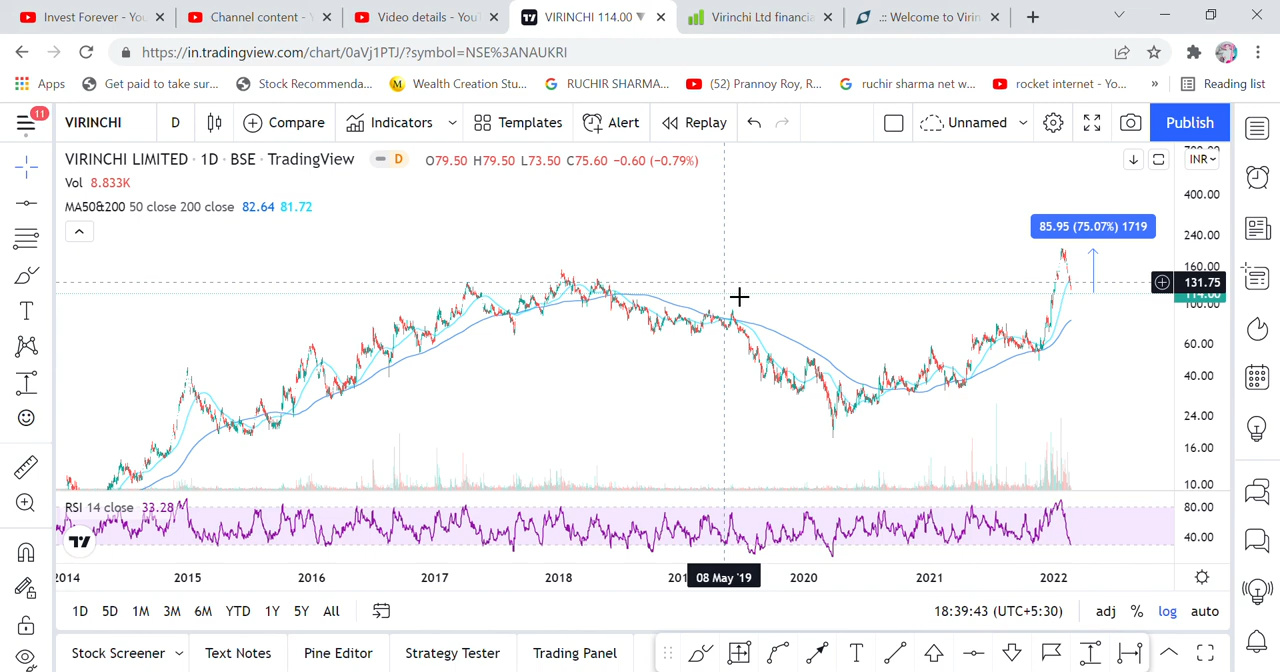 Invest Forever - You
Channel content -
Video details - You
VIRINCHI 114.00 ▼
Virinchi Ltd financia
.:: Welcome to Virin
https://in.tradingview.com/chart/0aVj1PTJ/?symbol=NSE%3ANAUKRI
Apps
Get paid to take sur...
Stock Recommenda...
Wealth Creation Stu...
RUCHIR SHARMA...
(52) Prannoy Roy, R...
ruchir sharma net w...
rocket internet - Yo...
»
Reading list
11
VIRINCHI
D
Compare
Indicators
Templates
Alert
Replay
Unnamed
Publish
VIRINCHI LIMITED · 1D · BSE · TradingView
D
O79.50 H79.50 L73.50 C75.60 -0.60 (-0.79%)
INR
Vol 8.833K
MA50&200 50 close 200 close 82.64 81.72
400.00
85.95 (75.07%) 1719
240.00
160.00
131.75
114.00
100.00
60.00
40.00
24.00
16.00
10.00
RSI 14 close 33.28
80.00
40.00
2014
2015
2016
2017
2018
201
08 May '19
2020
2021
2022
1D
5D
1M
3M
6M
YTD
1Y
5Y
All
18:39:43 (UTC+5:30)
adj
%
log
auto
Stock Screener
Text Notes
Pine Editor
Strategy Tester
Trading Panel